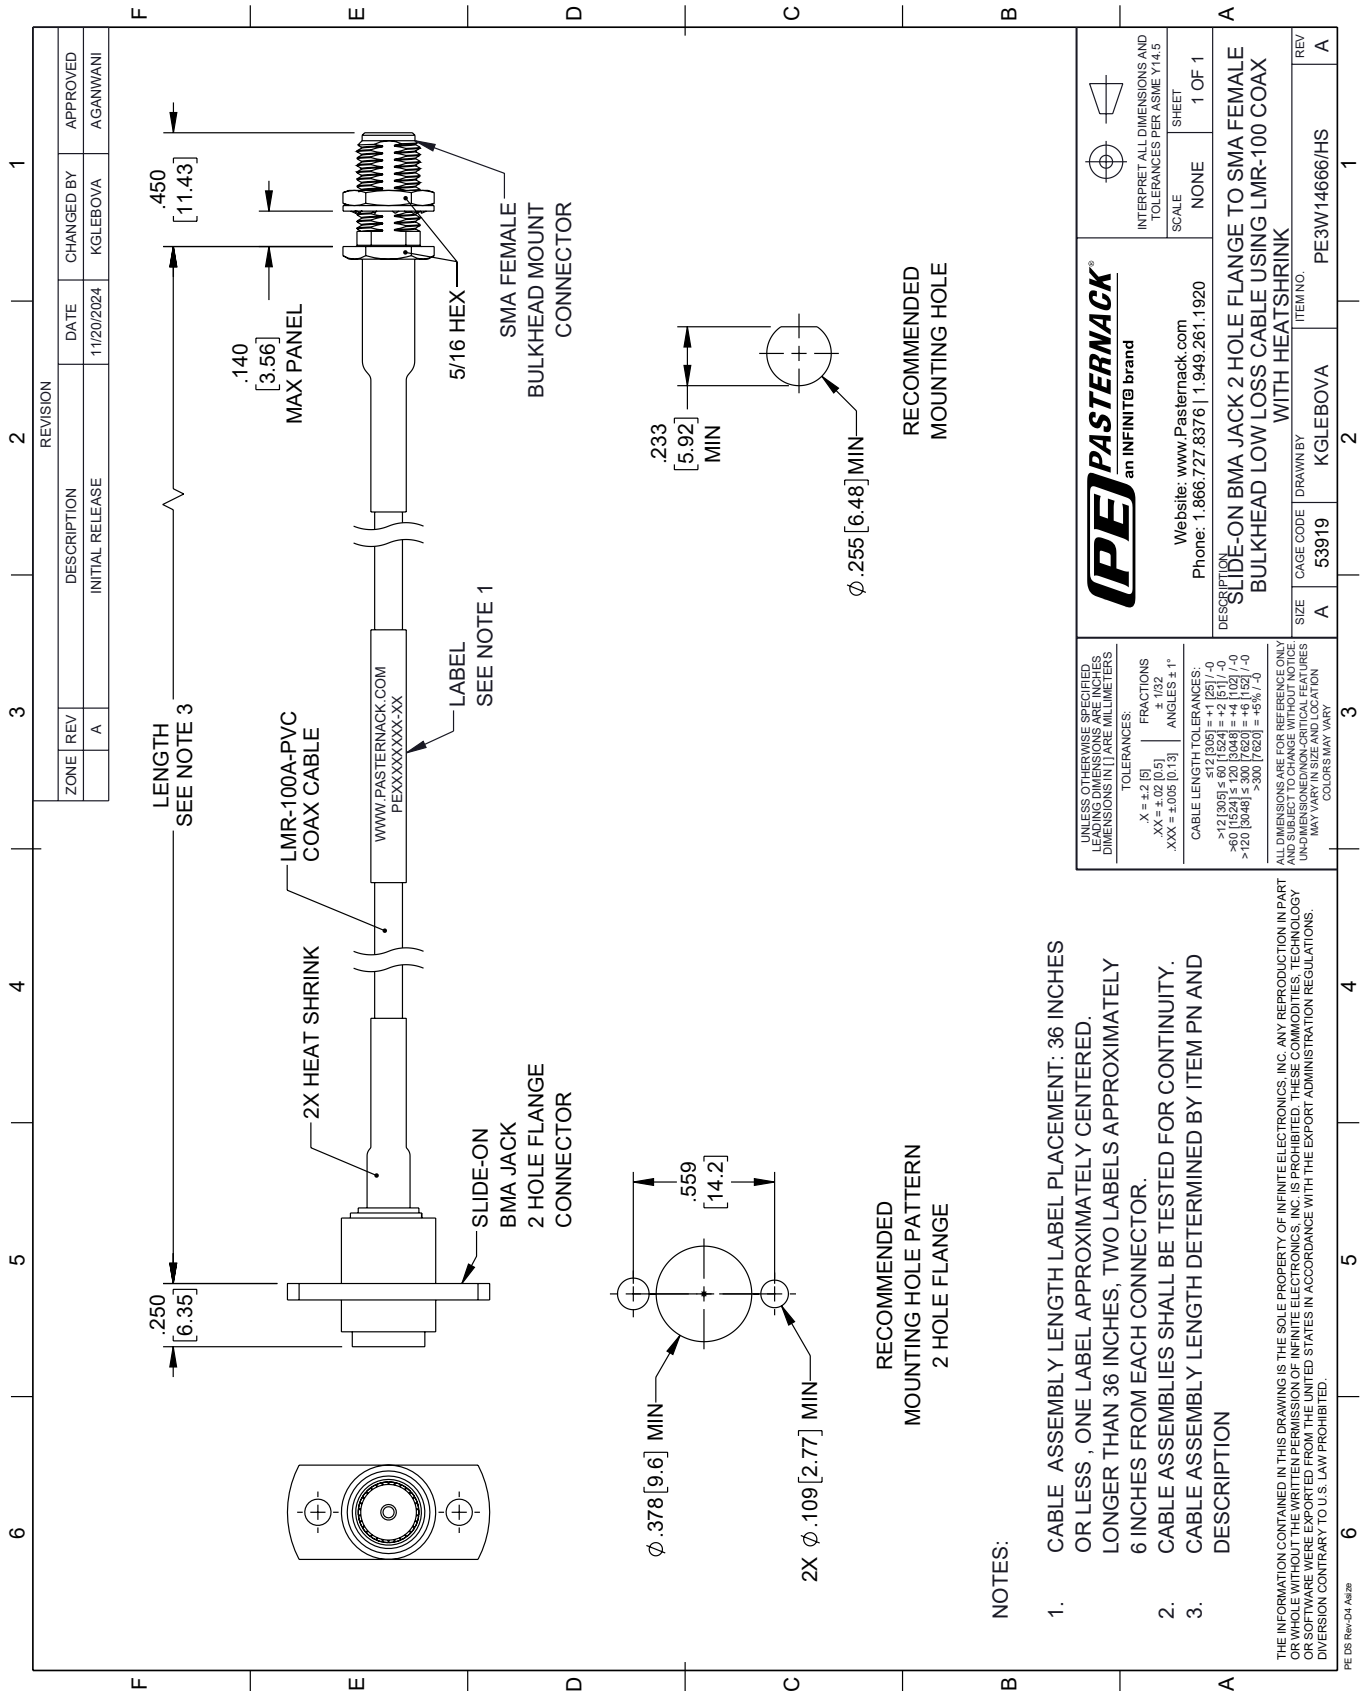 6
5
4
3
2
1
F
E
D
C
B
A
REVISION
ZONE REV DESCRIPTION DATE CHANGED BY APPROVED
A INITIAL RELEASE 11/20/2024 KGLEBOVA AGANWANI
LENGTH
SEE NOTE 3
.250
[6.35]
.450
[11.43]
.140
[3.56]
MAX PANEL
2X HEAT SHRINK
LMR-100A-PVC
COAX CABLE
WWW.PASTERNACK.COM
PEXXXXXXXX-XX
LABEL
SEE NOTE 1
5/16 HEX
SLIDE-ON
BMA JACK
2 HOLE FLANGE
CONNECTOR
SMA FEMALE
BULKHEAD MOUNT
CONNECTOR
∅.378[9.6] MIN
2X ∅.109[2.77] MIN
.559
[14.2]
RECOMMENDED
MOUNTING HOLE PATTERN
2 HOLE FLANGE
.233
[5.92]
MIN
∅.255[6.48]MIN
RECOMMENDED
MOUNTING HOLE
NOTES:
1. CABLE ASSEMBLY LENGTH LABEL PLACEMENT: 36 INCHES
OR LESS , ONE LABEL APPROXIMATELY CENTERED.
LONGER THAN 36 INCHES, TWO LABELS APPROXIMATELY
6 INCHES FROM EACH CONNECTOR.
2. CABLE ASSEMBLIES SHALL BE TESTED FOR CONTINUITY.
3. CABLE ASSEMBLY LENGTH DETERMINED BY ITEM PN AND
DESCRIPTION
THE INFORMATION CONTAINED IN THIS DRAWING IS THE SOLE PROPERTY OF INFINITE ELECTRONICS, INC. ANY REPRODUCTION IN PART
OR WHOLE WITHOUT THE WRITTEN PERMISSION OF INFINITE ELECTRONICS, INC. IS PROHIBITED. THESE COMMODITIES, TECHNOLOGY
OR SOFTWARE WERE EXPORTED FROM THE UNITED STATES IN ACCORDANCE WITH THE EXPORT ADMINISTRATION REGULATIONS.
DIVERSION CONTRARY TO U.S. LAW PROHIBITED.
UNLESS OTHERWISE SPECIFIED
LEADING DIMENSIONS ARE INCHES
DIMENSIONS IN [ ] ARE MILLIMETERS
TOLERANCES:
.X = ±.2 [5] FRACTIONS
.XX = ±.02 [0.5] ± 1/32
.XXX = ±.005 [0.13] ANGLES ± 1°
CABLE LENGTH TOLERANCES:
≤12 [305] = +1 [25] / -0
>12 [305] ≤ 60 [1524] = +2 [51] / -0
>60 [1524] ≤ 120 [3048] = +4 [102] / -0
>120 [3048] ≤ 300 [7620] = +6 [152] / -0
>300 [7620] = +5% / -0
ALL DIMENSIONS ARE FOR REFERENCE ONLY
AND SUBJECT TO CHANGE WITHOUT NOTICE.
UN-DIMENSIONED/NON-CRITICAL FEATURES
MAY VARY IN SIZE AND LOCATION
COLORS MAY VARY
PE PASTERNACK®
an INFINIT@ brand
Website: www.Pasternack.com
Phone: 1.866.727.8376 | 1.949.261.1920
INTERPRET ALL DIMENSIONS AND
TOLERANCES PER ASME Y14.5
SCALE NONE
SHEET 1 OF 1
DESCRIPTION
SLIDE-ON BMA JACK 2 HOLE FLANGE TO SMA FEMALE
BULKHEAD LOW LOSS CABLE USING LMR-100 COAX
WITH HEATSHRINK
SIZE A
CAGE CODE 53919
DRAWN BY KGLEBOVA
ITEM NO. PE3W14666/HS
REV A
F
E
D
C
B
A
6
5
4
3
2
1
PE DS Rev-D4 Asize